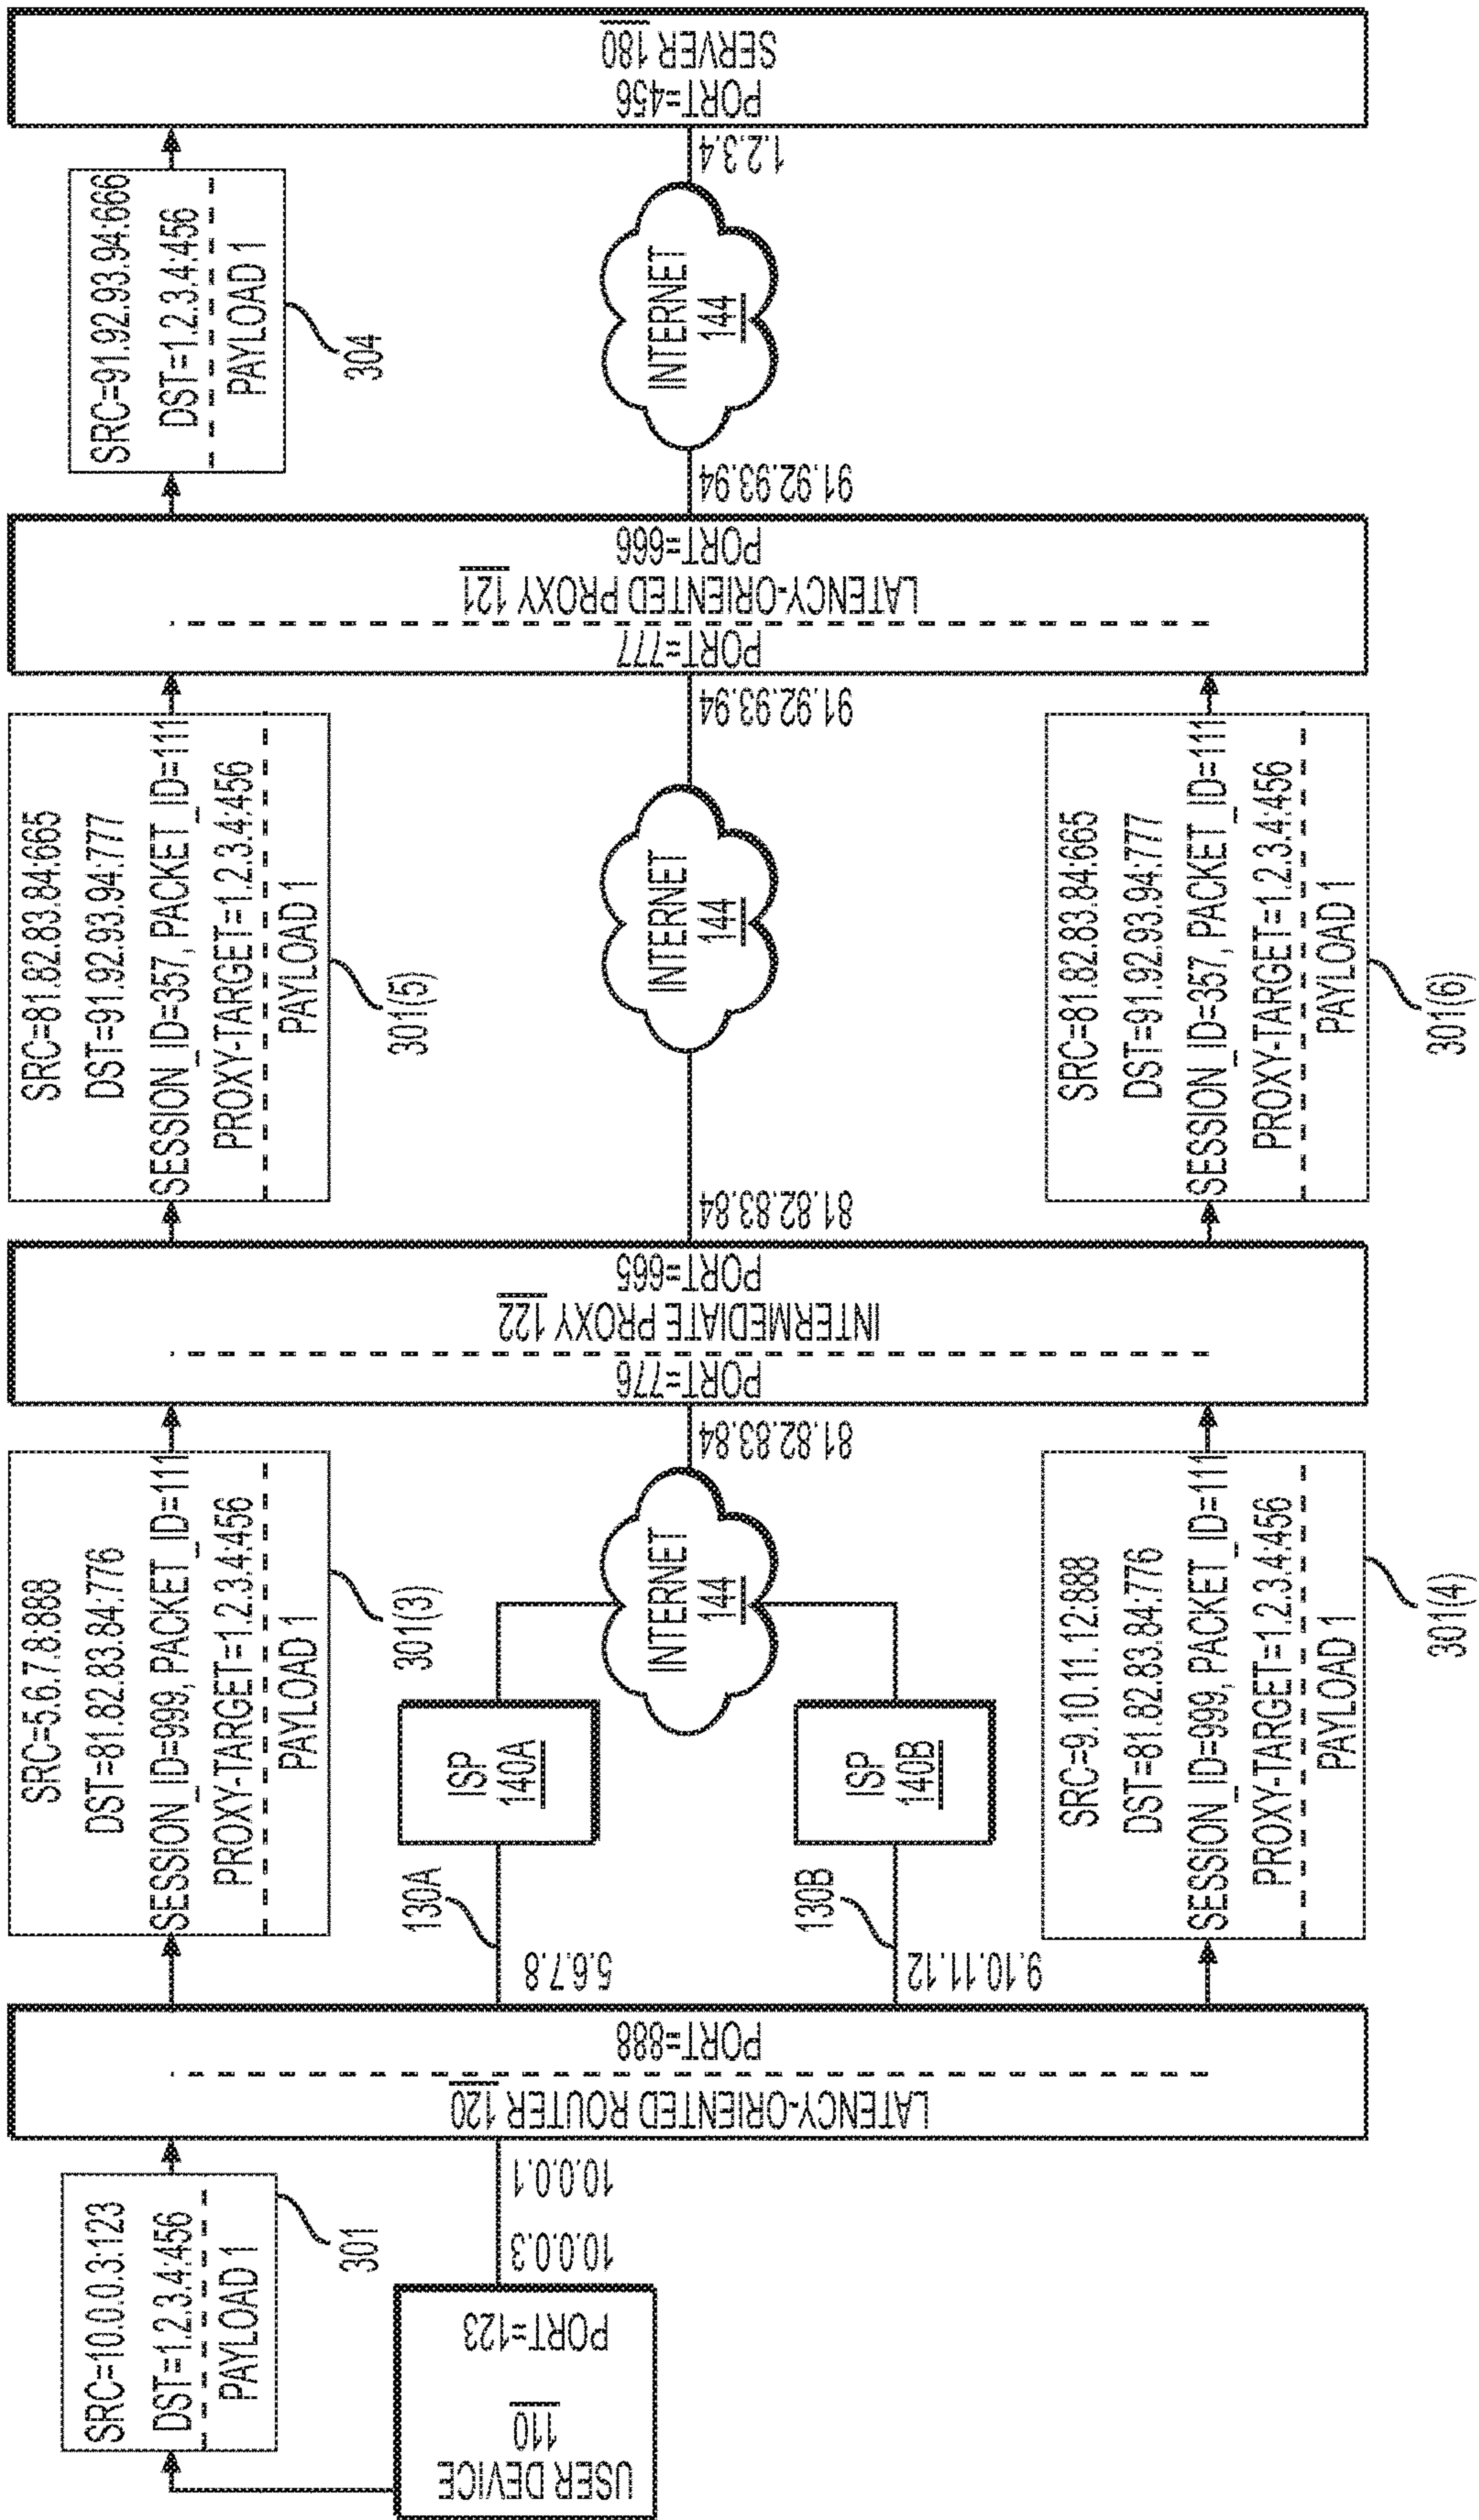 SRC=10.0.0.3:123
DST=1.2.3.4:456
PAYLOAD 1
301
USER DEVICE
110
PORT=123
10.0.0.3
10.0.0.1
LATENCY-ORIENTED ROUTER 120
PORT=888
SRC=5.6.7.8:888
DST=81.82.83.84:776
SESSION_ID=999, PACKET_ID=111
PROXY-TARGET=1.2.3.4:456
PAYLOAD 1
301(3)
5.6.7.8
130A
ISP
140A
9.10.11.12
130B
ISP
140B
INTERNET
144
81.82.83.84
SRC=9.10.11.12:888
DST=81.82.83.84:776
SESSION_ID=999, PACKET_ID=111
PROXY-TARGET=1.2.3.4:456
PAYLOAD 1
301(4)
PORT=776
INTERMEDIATE PROXY 122
PORT=665
SRC=81.82.83.84:665
DST=91.92.93.94:777
SESSION_ID=357, PACKET_ID=111
PROXY-TARGET=1.2.3.4:456
PAYLOAD 1
301(5)
81.82.83.84
INTERNET
144
91.92.93.94
SRC=81.82.83.84:665
DST=91.92.93.94:777
SESSION_ID=357, PACKET_ID=111
PROXY-TARGET=1.2.3.4:456
PAYLOAD 1
301(6)
PORT=777
LATENCY-ORIENTED PROXY 121
PORT=666
SRC=91.92.93.94:666
DST=1.2.3.4:456
PAYLOAD 1
304
91.92.93.94
INTERNET
144
1.2.3.4
PORT=456
SERVER 180